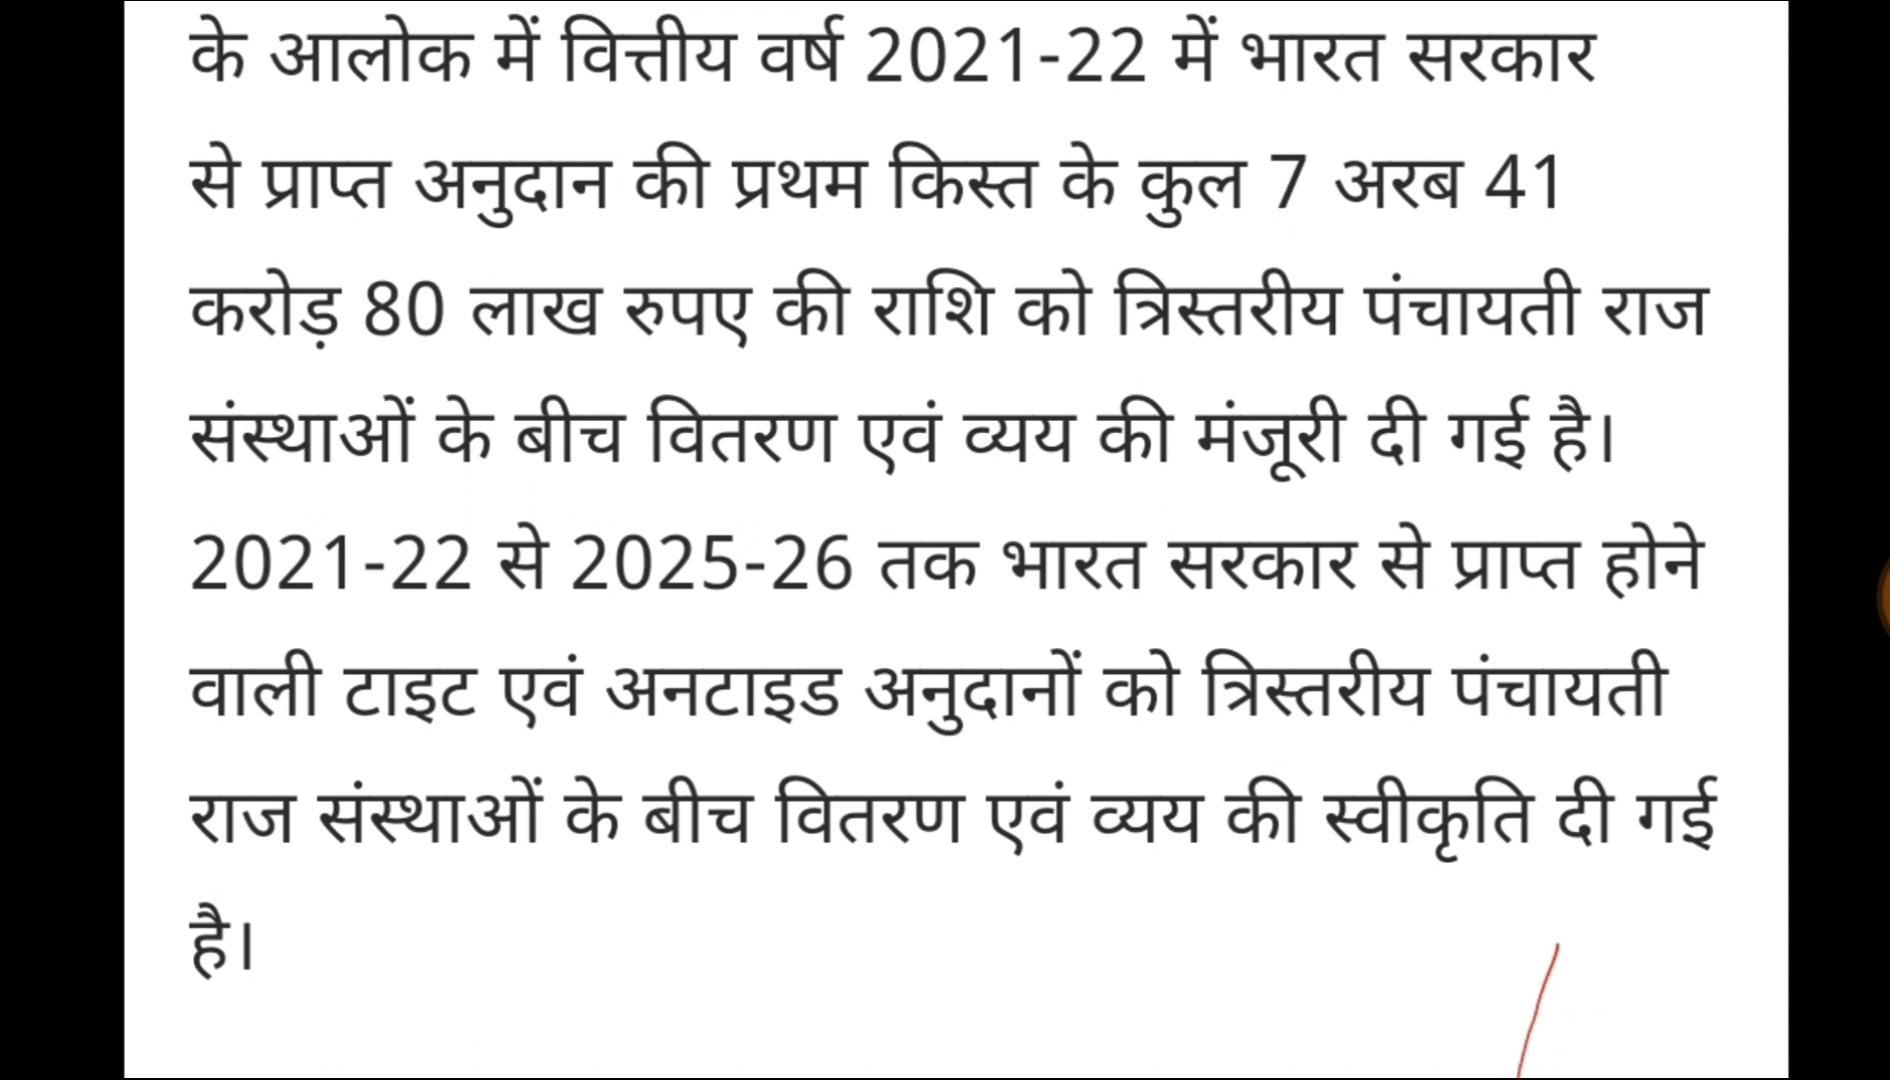 के आलोक में वित्तीय वर्ष 2021-22 में भारत सरकार
से प्राप्त अनुदान की प्रथम किस्त के कुल 7 अरब 41
करोड़ 80 लाख रुपए की राशि को त्रिस्तरीय पंचायती राज
संस्थाओं के बीच वितरण एवं व्यय की मंजूरी दी गई है।
2021-22 से 2025-26 तक भारत सरकार से प्राप्त होने
वाली टाइट एवं अनटाइड अनुदानों को त्रिस्तरीय पंचायती
राज संस्थाओं के बीच वितरण एवं व्यय की स्वीकृति दी गई
है।